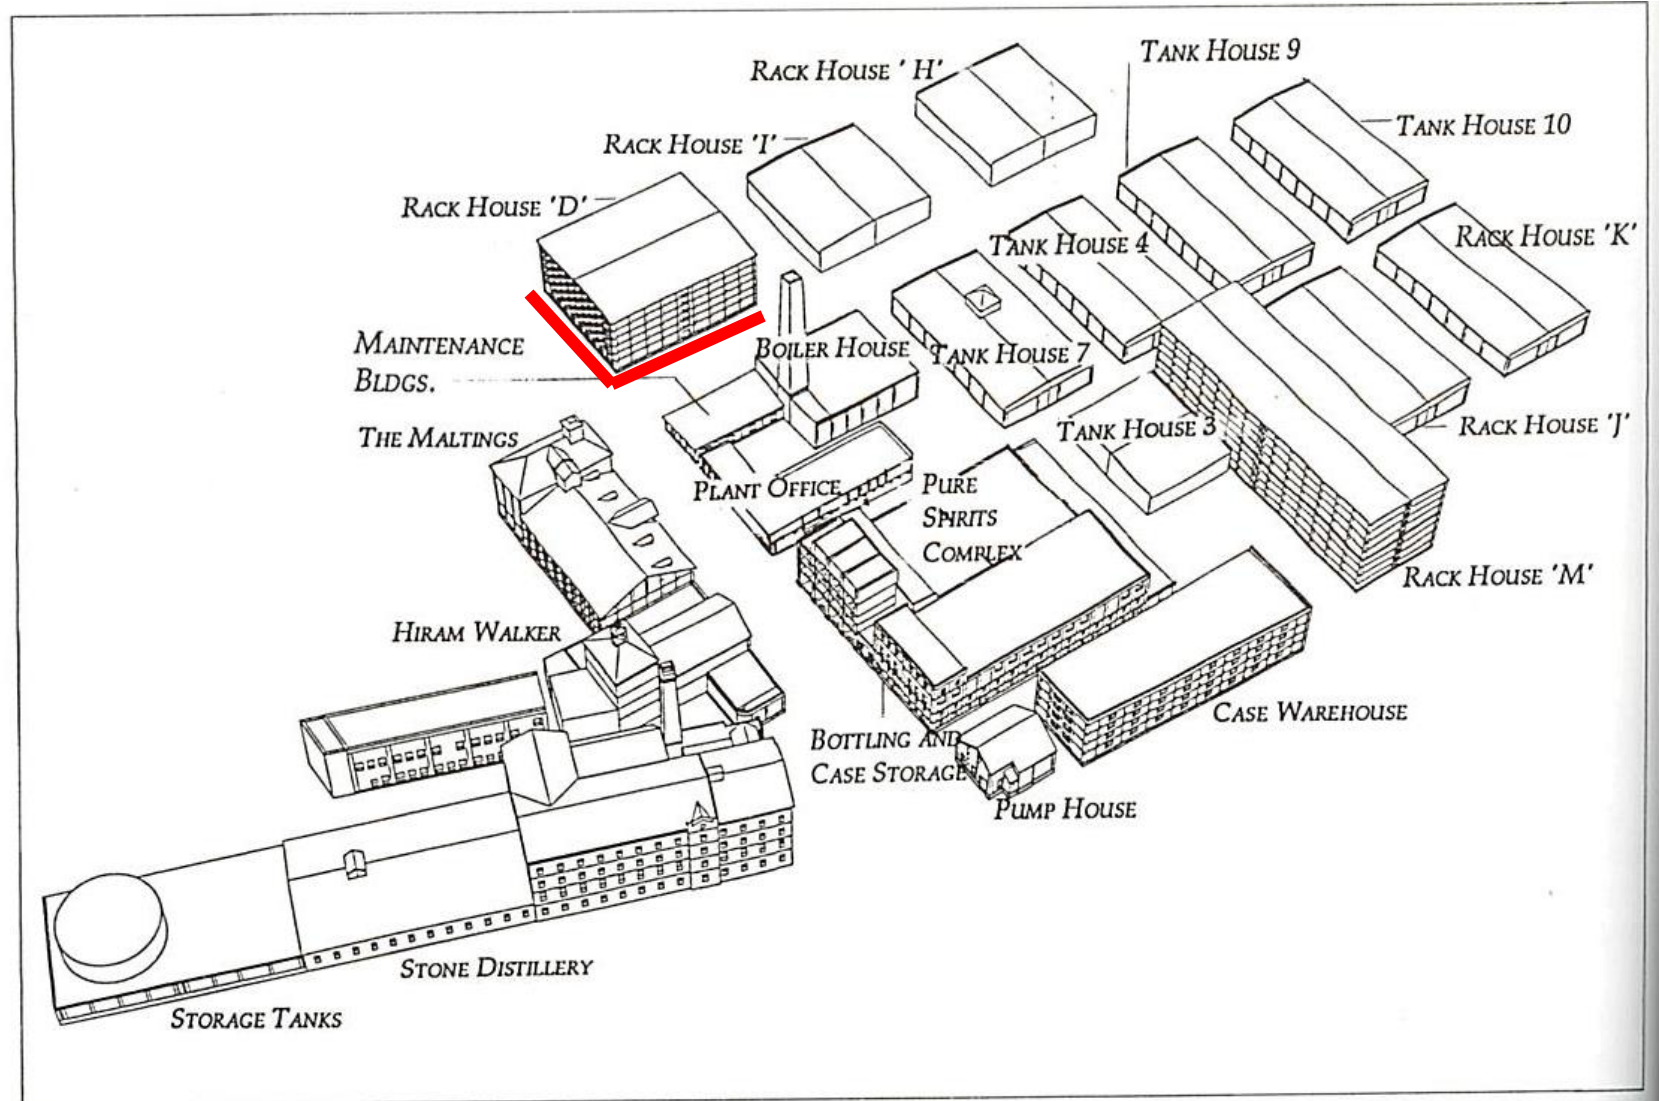 TANK HOUSE 9
RACK HOUSE 'H'
TANK HOUSE 10
RACK HOUSE 'I'
RACK HOUSE 'D'
RACK HOUSE 'K'
TANK HOUSE 4
MAINTENANCE
BLDGS.
BOILER HOUSE
TANK HOUSE 7
THE MALTINGS
TANK HOUSE 3
RACK HOUSE 'J'
PLANT OFFICE
PURE
SPIRITS
COMPLEX
RACK HOUSE 'M'
HIRAM WALKER
CASE WAREHOUSE
BOTTLING AND
CASE STORAGE
PUMP HOUSE
STONE DISTILLERY
STORAGE TANKS